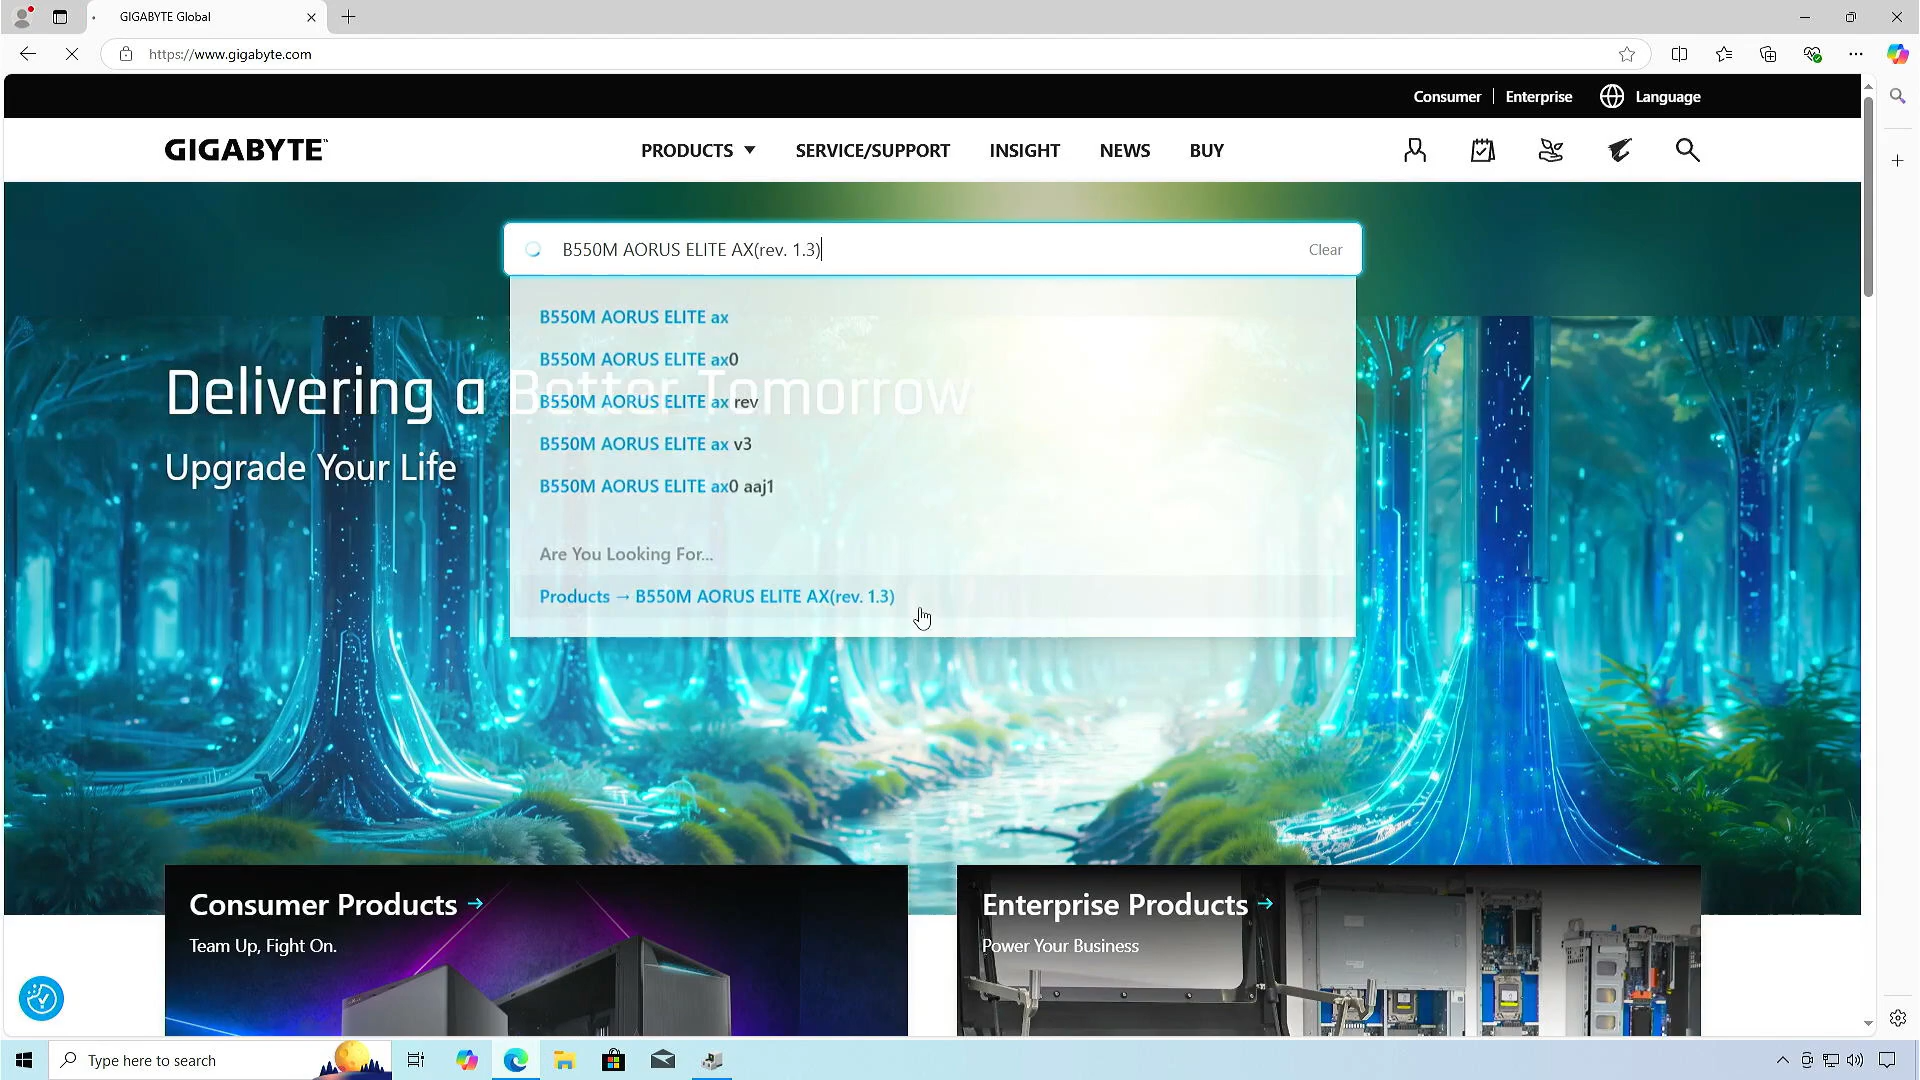 GIGABYTE Global
https://www.gigabyte.com
Consumer
Enterprise
Language
GIGABYTE™
PRODUCTS
SERVICE/SUPPORT
INSIGHT
NEWS
BUY
B550M AORUS ELITE AX(rev. 1.3)
Clear
B550M AORUS ELITE ax
B550M AORUS ELITE ax0
B550M AORUS ELITE ax rev
B550M AORUS ELITE ax v3
B550M AORUS ELITE ax0 aaj1
Delivering a Better Tomorrow
Upgrade Your Life
Are You Looking For...
Products → B550M AORUS ELITE AX(rev. 1.3)
Consumer Products →
Team Up, Fight On.
Enterprise Products →
Power Your Business
Type here to search